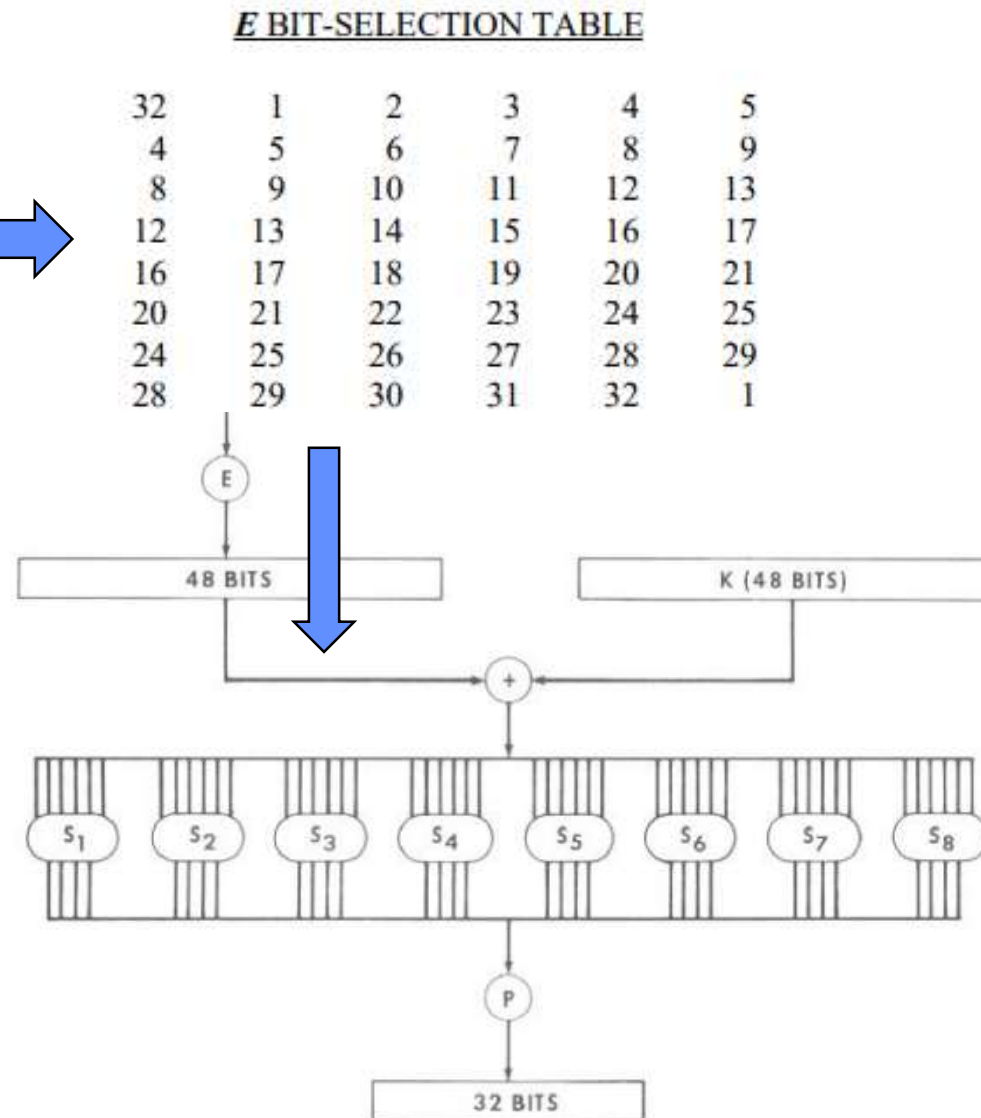 E BIT-SELECTION TABLE
32 1 2 3 4 5
4 5 6 7 8 9
8 9 10 11 12 13
12 13 14 15 16 17
16 17 18 19 20 21
20 21 22 23 24 25
24 25 26 27 28 29
28 29 30 31 32 1
E
48 BITS K (48 BITS)
+
S1 S2 S3 S4 S5 S6 S7 S8
P
32 BITS